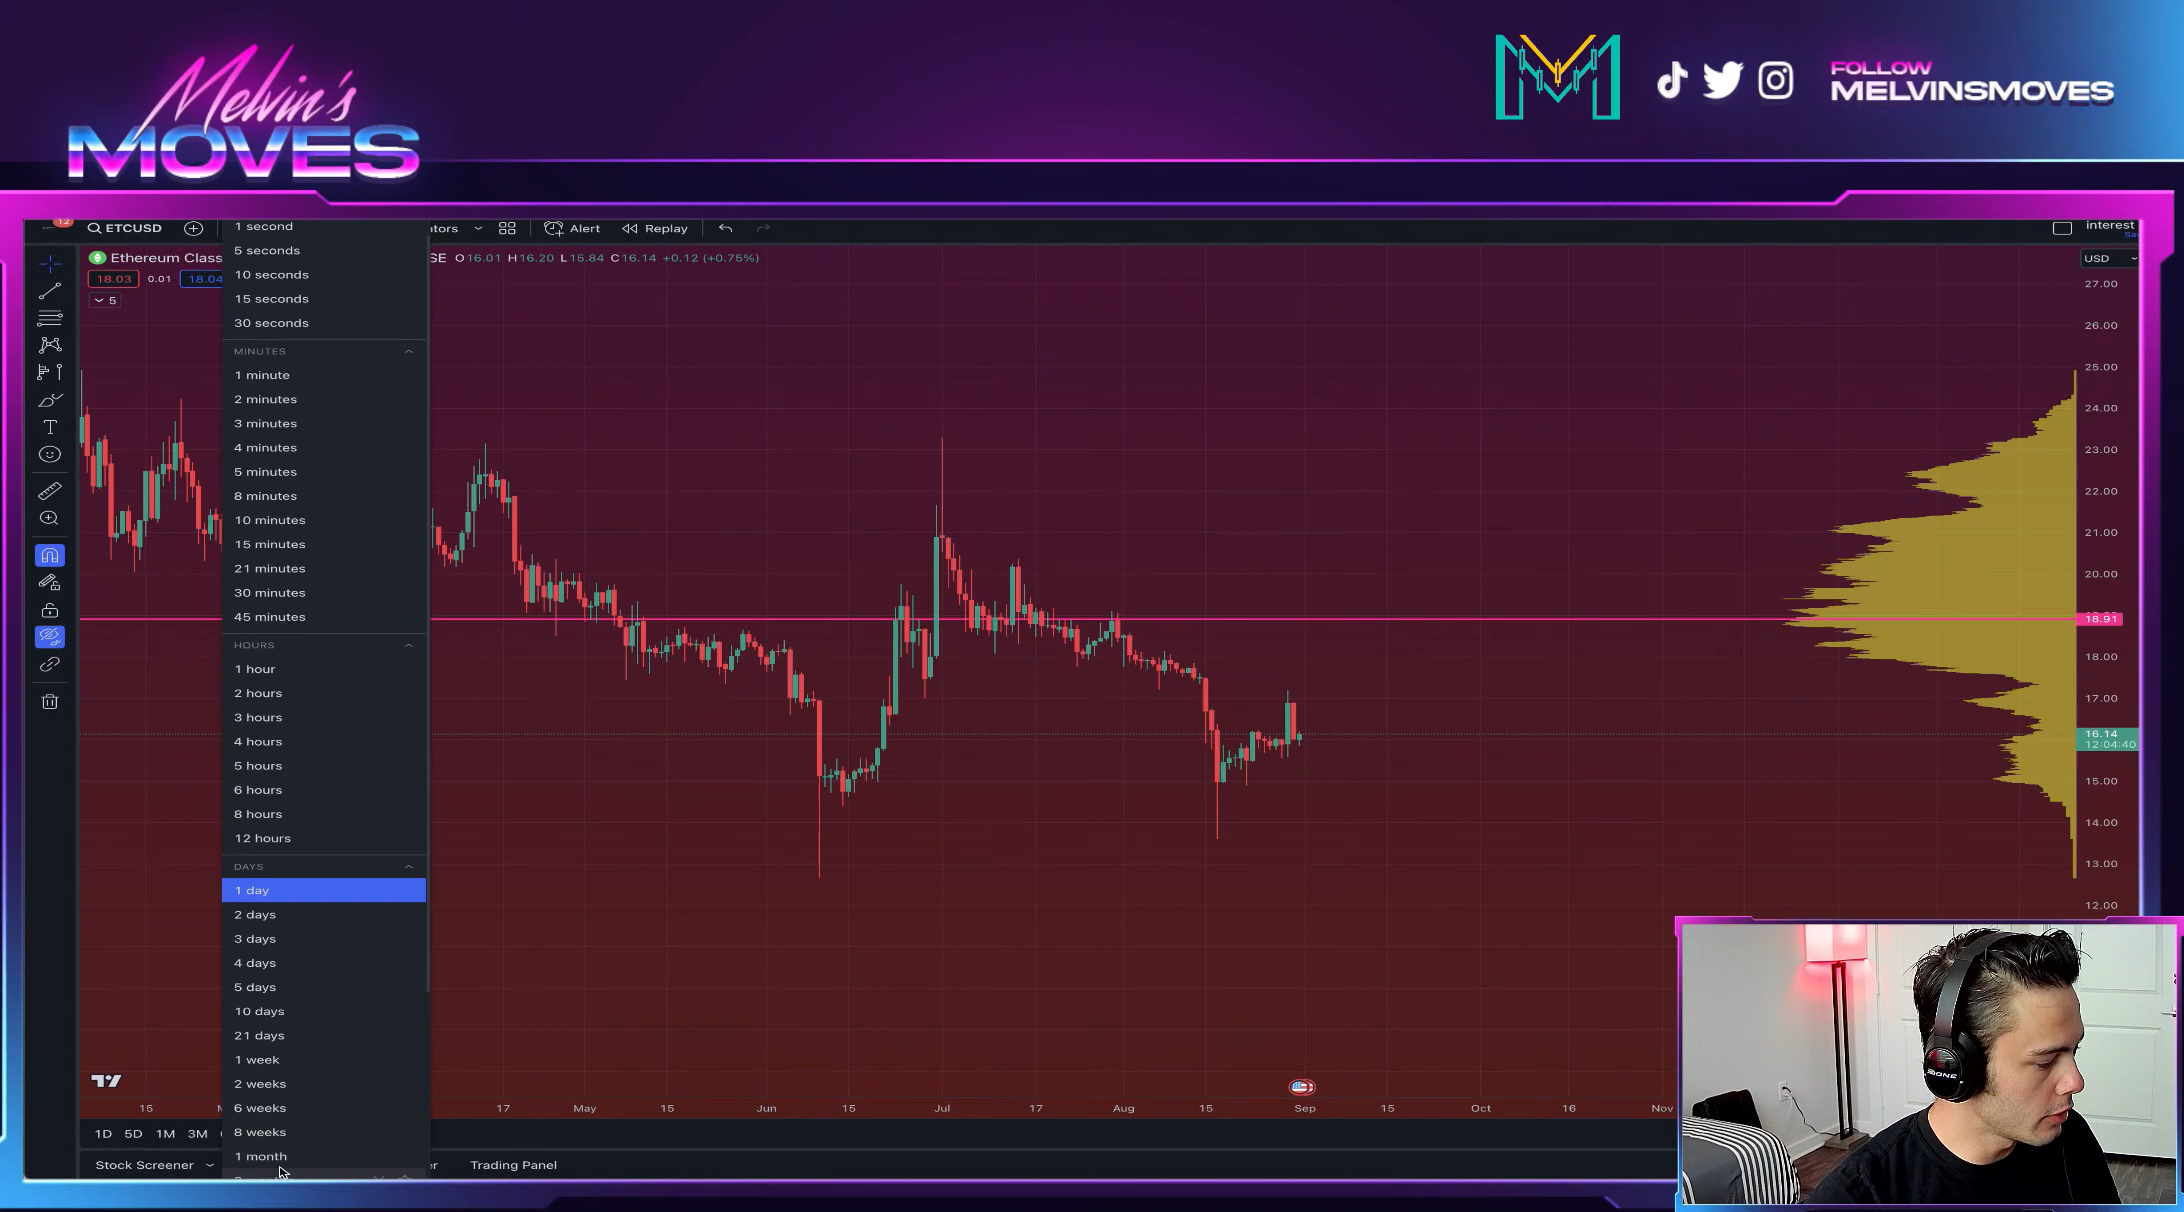 Melvin's
MOVES
FOLLOW
MELVINSMOVES
12
ETCUSD
Alert
Replay
interest
Ethereum Class
O16.01 H16.20 L15.84 C16.14 +0.12 (+0.75%)
USD
18.03
0.01
18.04
5
1 second
5 seconds
10 seconds
15 seconds
30 seconds
MINUTES
1 minute
2 minutes
3 minutes
4 minutes
5 minutes
8 minutes
10 minutes
15 minutes
21 minutes
30 minutes
45 minutes
HOURS
1 hour
2 hours
3 hours
4 hours
5 hours
6 hours
8 hours
12 hours
DAYS
1 day
2 days
3 days
4 days
5 days
10 days
21 days
1 week
2 weeks
6 weeks
8 weeks
1 month
27.00
26.00
25.00
24.00
23.00
22.00
21.00
20.00
18.91
18.00
17.00
16.14
12:04:40
15.00
14.00
13.00
12.00
15
17
May
15
Jun
15
Jul
17
Aug
15
Sep
15
Oct
16
Nov
1D 5D 1M 3M
Stock Screener
Trading Panel